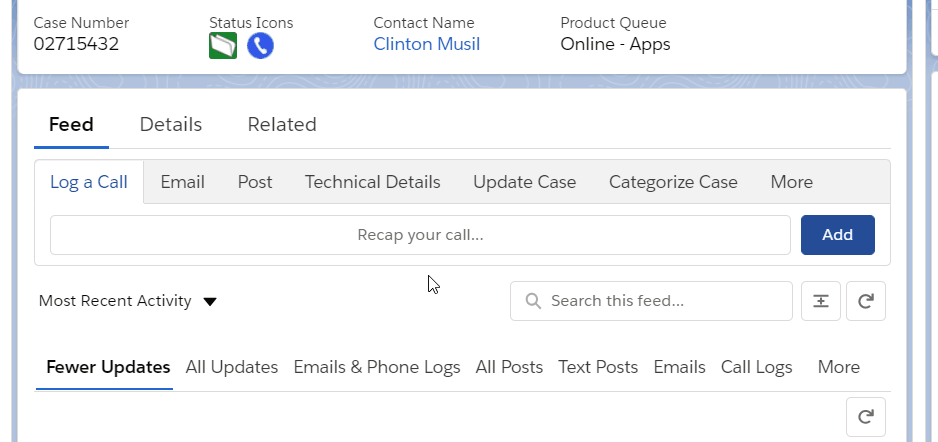 Case Number Status Icons Contact Name Product Queue
02715432 Clinton Musil Online - Apps
Feed Details Related
Log a Call Email Post Technical Details Update Case Categorize Case More
Recap your call... Add
Most Recent Activity Search this feed...
Fewer Updates All Updates Emails & Phone Logs All Posts Text Posts Emails Call Logs More